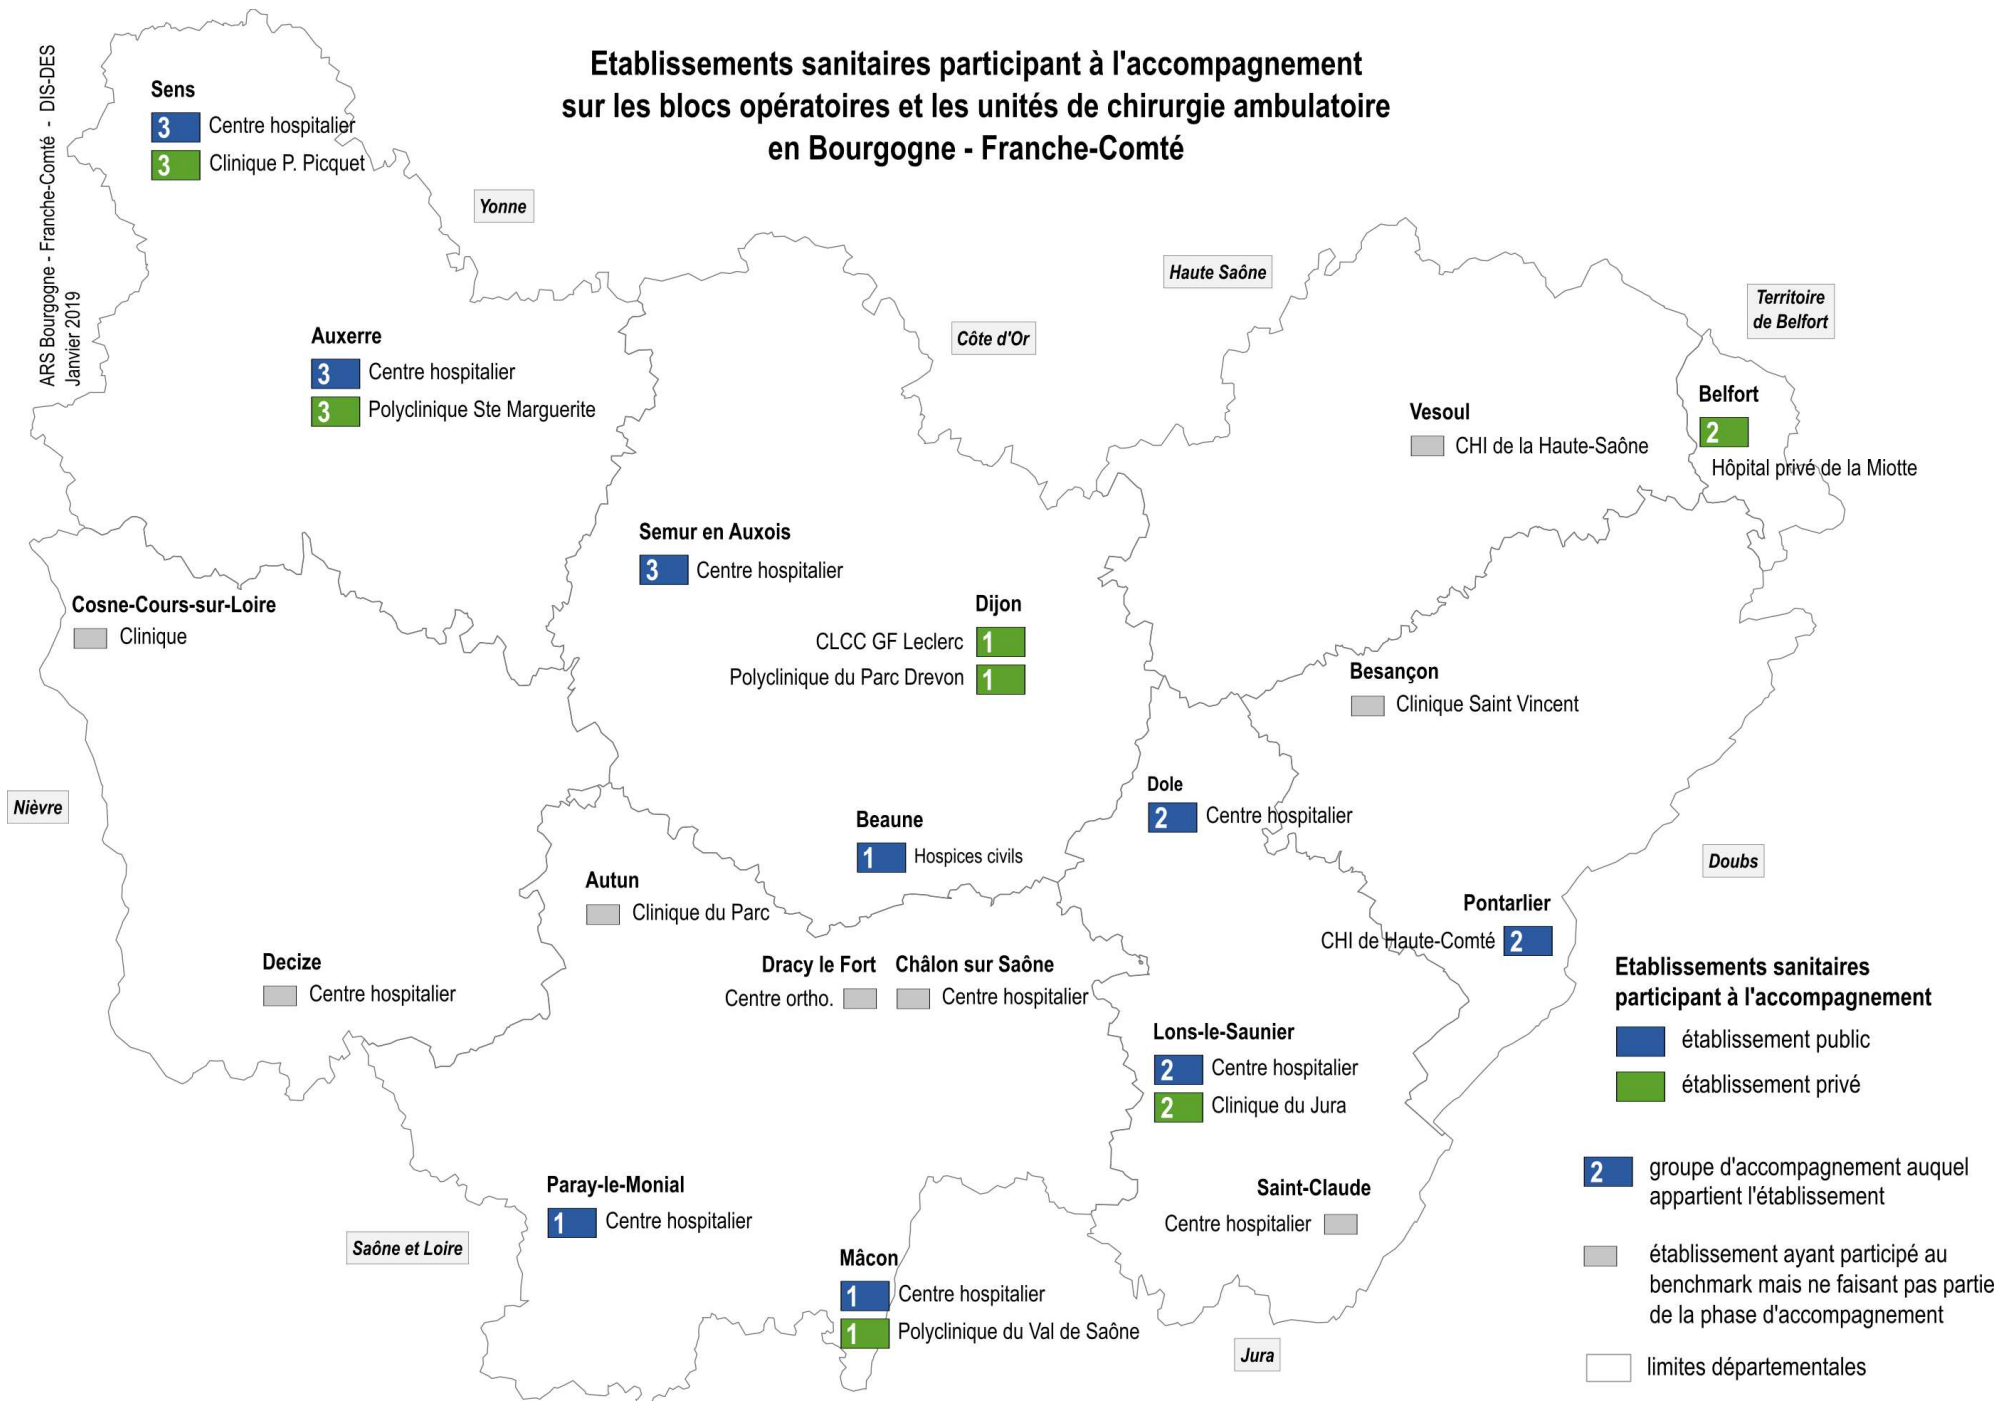 Etablissements sanitaires participant à l'accompagnement
sur les blocs opératoires et les unités de chirurgie ambulatoire
en Bourgogne - Franche-Comté
ARS Bourgogne - Franche-Comté - DIS-DES
Janvier 2019
Sens
3 Centre hospitalier
3 Clinique P. Picquet
Yonne
Haute Saône
Territoire
de Belfort
Côte d'Or
Auxerre
3 Centre hospitalier
3 Polyclinique Ste Marguerite
Vesoul
CHI de la Haute-Saône
Belfort
2
Hôpital privé de la Miotte
Semur en Auxois
3 Centre hospitalier
Cosne-Cours-sur-Loire
Clinique
Dijon
CLCC GF Leclerc 1
Polyclinique du Parc Drevon 1
Besançon
Clinique Saint Vincent
Nièvre
Dole
2 Centre hospitalier
Beaune
1 Hospices civils
Doubs
Autun
Clinique du Parc
Pontarlier
CHI de Haute-Comté 2
Decize
Centre hospitalier
Dracy le Fort
Centre ortho.
Châlon sur Saône
Centre hospitalier
Lons-le-Saunier
2 Centre hospitalier
2 Clinique du Jura
Paray-le-Monial
1 Centre hospitalier
Saint-Claude
Centre hospitalier
Saône et Loire
Mâcon
1 Centre hospitalier
1 Polyclinique du Val de Saône
Jura
Etablissements sanitaires
participant à l'accompagnement
établissement public
établissement privé
2 groupe d'accompagnement auquel
appartient l'établissement
établissement ayant participé au
benchmark mais ne faisant pas partie
de la phase d'accompagnement
limites départementales